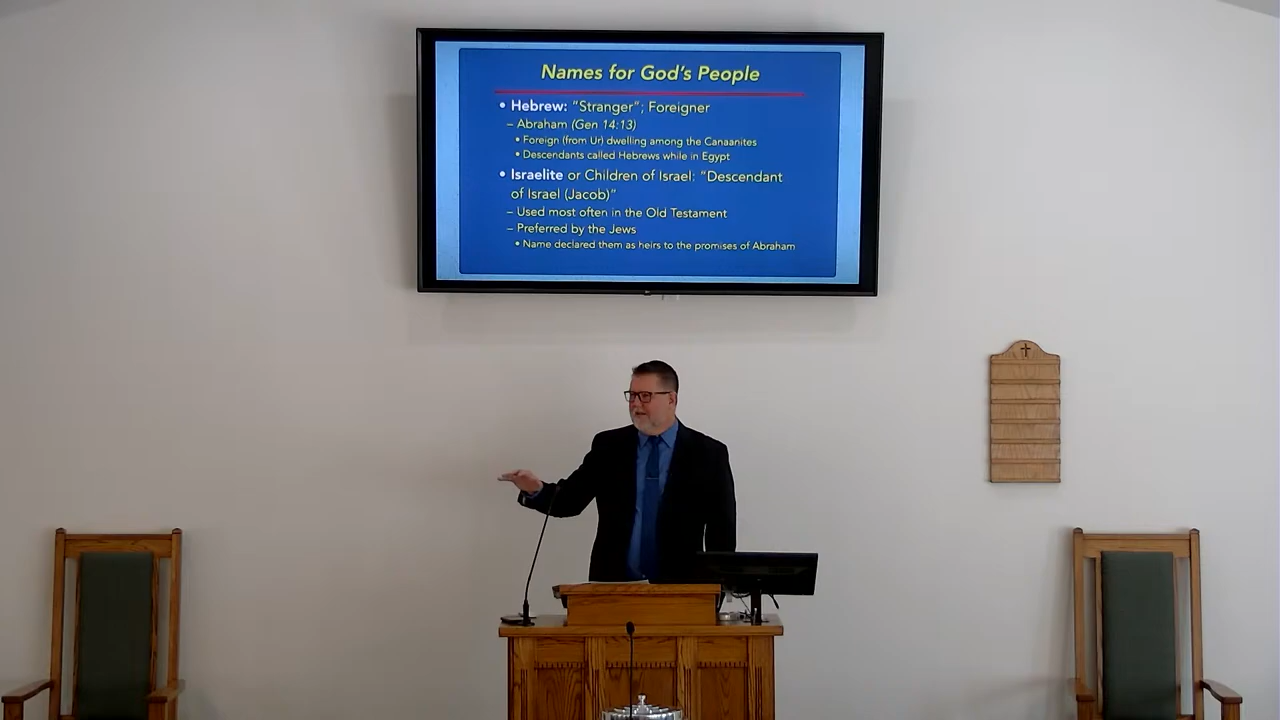 Names for God's People
• Hebrew: "Stranger"; Foreigner
– Abraham (Gen 14:13)
• Foreign (from Ur) dwelling among the Canaanites
• Descendants called Hebrews while in Egypt
• Israelite or Children of Israel: "Descendant
of Israel (Jacob)"
– Used most often in the Old Testament
– Preferred by the Jews
• Name declared them as heirs to the promises of Abraham